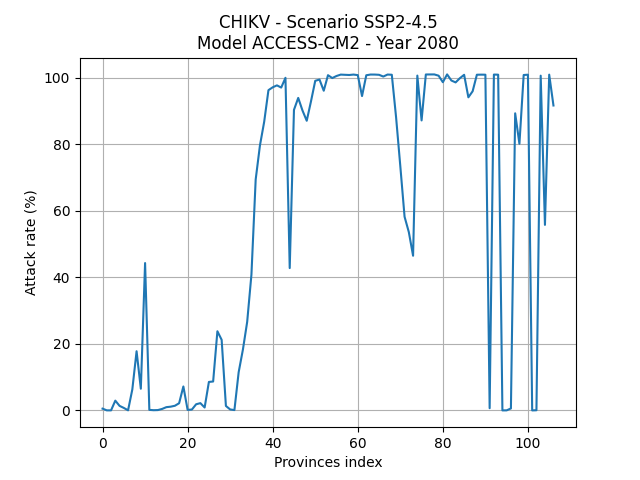 CHIKV - Scenario SSP2-4.5
Model ACCESS-CM2 - Year 2080
100
80
60
40
20
0
Attack rate (%)
0 20 40 60 80 100
Provinces index